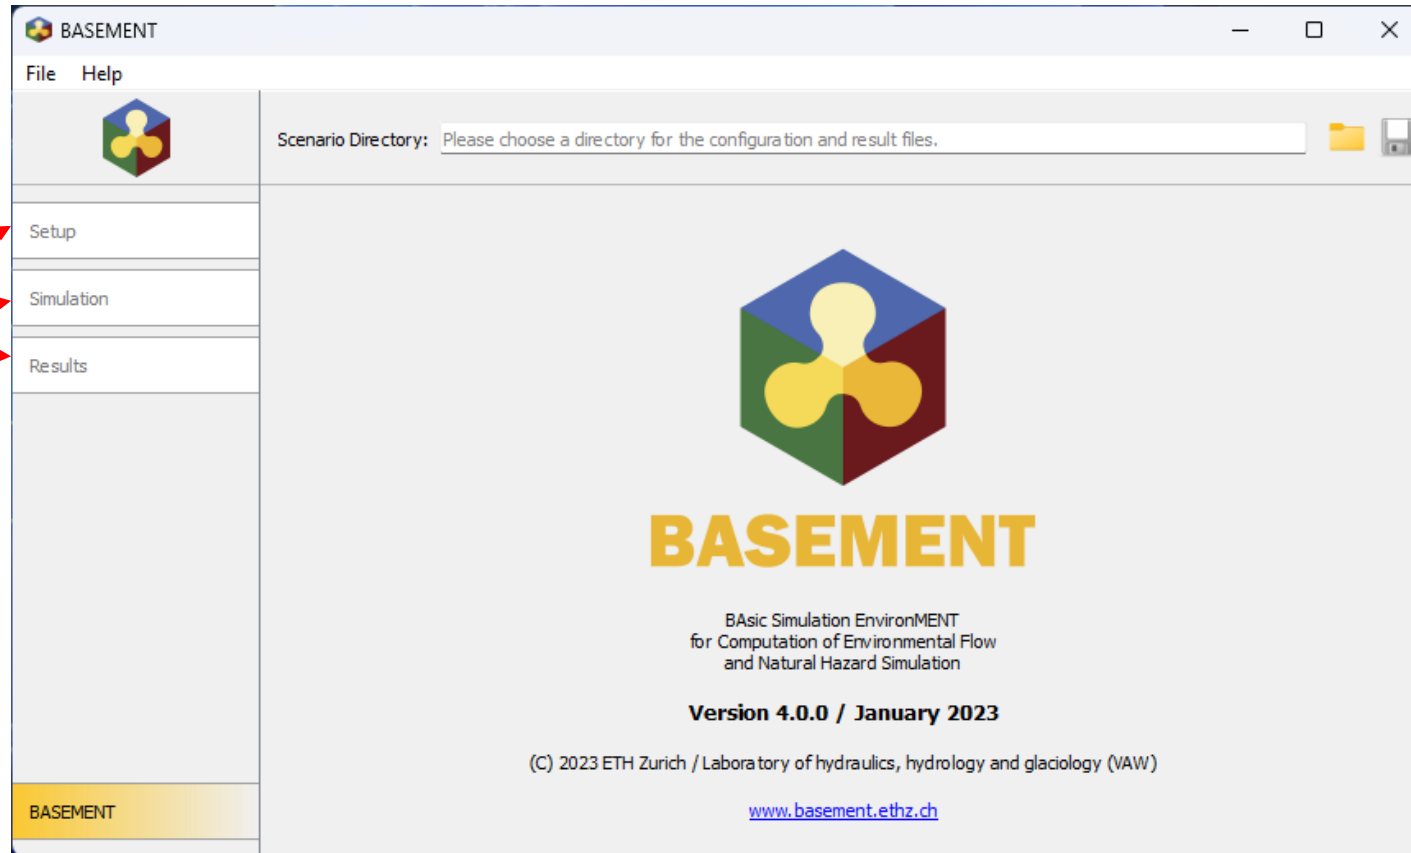 BASEMENT
File Help
Scenario Directory: Please choose a directory for the configuration and result files.
Setup
Simulation
Results
BASEMENT
BAsic Simulation EnvironMENT
for Computation of Environmental Flow
and Natural Hazard Simulation
Version 4.0.0 / January 2023
(C) 2023 ETH Zurich / Laboratory of hydraulics, hydrology and glaciology (VAW)
BASEMENT
www.basement.ethz.ch